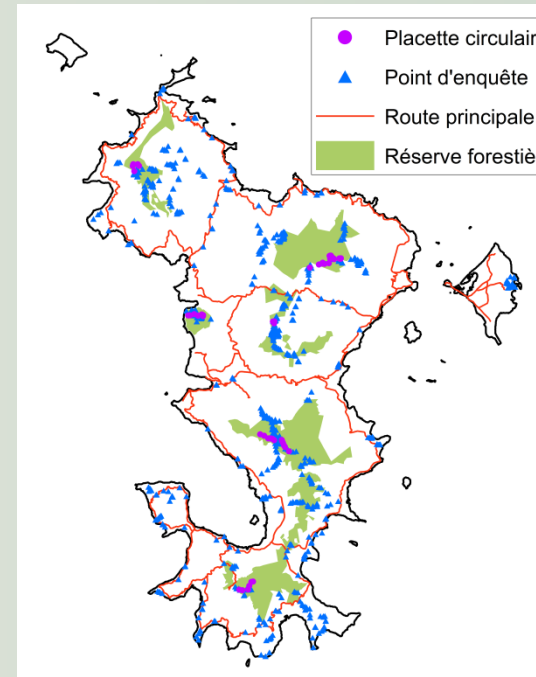 Placette circulair
Point d'enquête
Route principale
Réserve forestiè